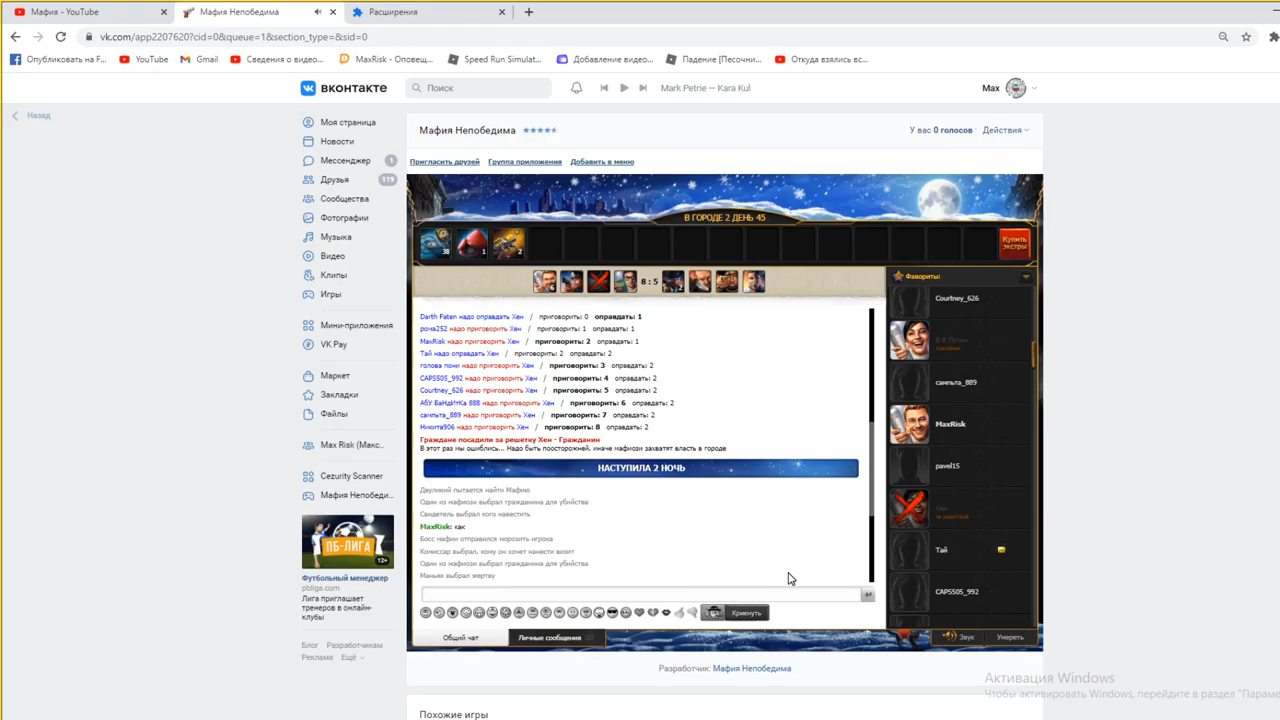 Мафия - YouTube
Мафия Непобедима
Расширения
vk.com/app2207620?cid=0&queue=1&section_type=&sid=0
Опубликовать на F...
YouTube
Gmail
Сведения о видео...
MaxRisk - Оповещ...
Speed Run Simulat...
Добавление видео...
Падение [Песочни...
Откуда взялись вс...
вконтакте
Поиск
Mark Petrie — Kara Kul
Max
Назад
Моя страница
Новости
Мессенджер 1
Друзья 119
Сообщества
Фотографии
Музыка
Видео
Клипы
Игры
Мини-приложения
VK Pay
Маркет
Закладки
Файлы
Max Risk (Макс...
Cezurity Scanner
Мафия Непобеди...
ПБ-ЛИГА
12+
Футбольный менеджер
pbliga.com
Лига приглашает
тренеров в онлайн-
клубы
Блог Разработчикам
Реклама Ещё
Мафия Непобедима
У вас 0 голосов
Действия
Пригласить друзей Группа приложения Добавить в меню
В ГОРОДЕ 2 ДЕНЬ 45
38
1
2
Купить
экстры
6
8 : 5
2
Darth Faten надо оправдать Хен / приговорить: 0 оправдать: 1
рома252 надо приговорить Хен / приговорить: 1 оправдать: 1
MaxRisk надо приговорить Хен / приговорить: 2 оправдать: 1
Тай надо оправдать Хен / приговорить: 2 оправдать: 2
голова пони надо приговорить Хен / приговорить: 3 оправдать: 2
CAPS505_992 надо приговорить Хен / приговорить: 4 оправдать: 2
Courtney_626 надо приговорить Хен / приговорить: 5 оправдать: 2
АбУ БаНдИтКа 888 надо приговорить Хен / приговорить: 6 оправдать: 2
сампыта_889 надо приговорить Хен / приговорить: 7 оправдать: 2
Никита906 надо приговорить Хен / приговорить: 8 оправдать: 2
Граждане посадили за решетку Хен - Гражданин
В этот раз мы ошиблись... Надо быть посторожней, иначе мафиози захватят власть в городе
НАСТУПИЛА 2 НОЧЬ
Двуликий пытается найти Мафию
Один из мафиози выбрал гражданина для убийства
Свидетель выбрал кого навестить
MaxRisk: как
Босс мафии отправился морозить игрока
Комиссар выбрал, кому он хочет нанести визит
Один из мафиози выбрал гражданина для убийства
Маньяк выбрал жертву
Крикнуть
Общий чат
Личные сообщения
Фавориты:
Courtney_626
В В Путин
сампыта_889
MaxRisk
pavel15
Хен
за решеткой
Тай
CAPS505_992
Звук
Умереть
Разработчик: Мафия Непобедима
Похожие игры
Активация Windows
Чтобы активировать Windows, перейдите в раздел "Параме